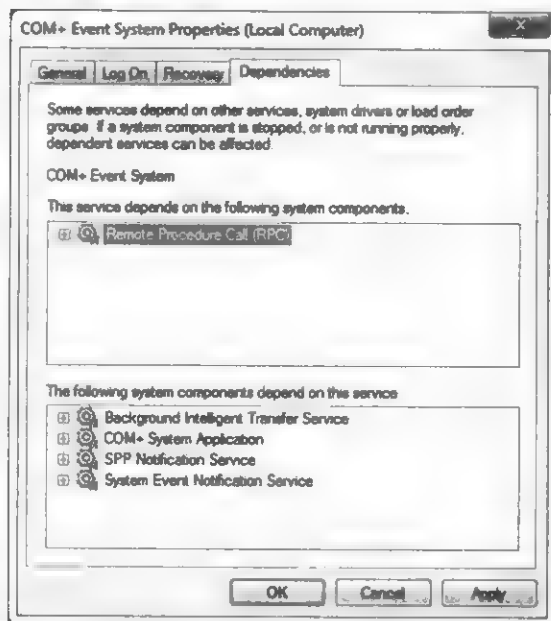 COM+ Event System Properties (Local Computer)
X
General Log On Recovery Dependencies
Some services depend on other services, system drivers or load order
groups. If a system component is stopped, or is not running properly,
dependent services can be affected.
COM+ Event System
This service depends on the following system components.
Remote Procedure Call (RPC)
The following system components depend on this service
Background Intelligent Transfer Service
COM+ System Application
SPP Notification Service
System Event Notification Service
OK Cancel Apply